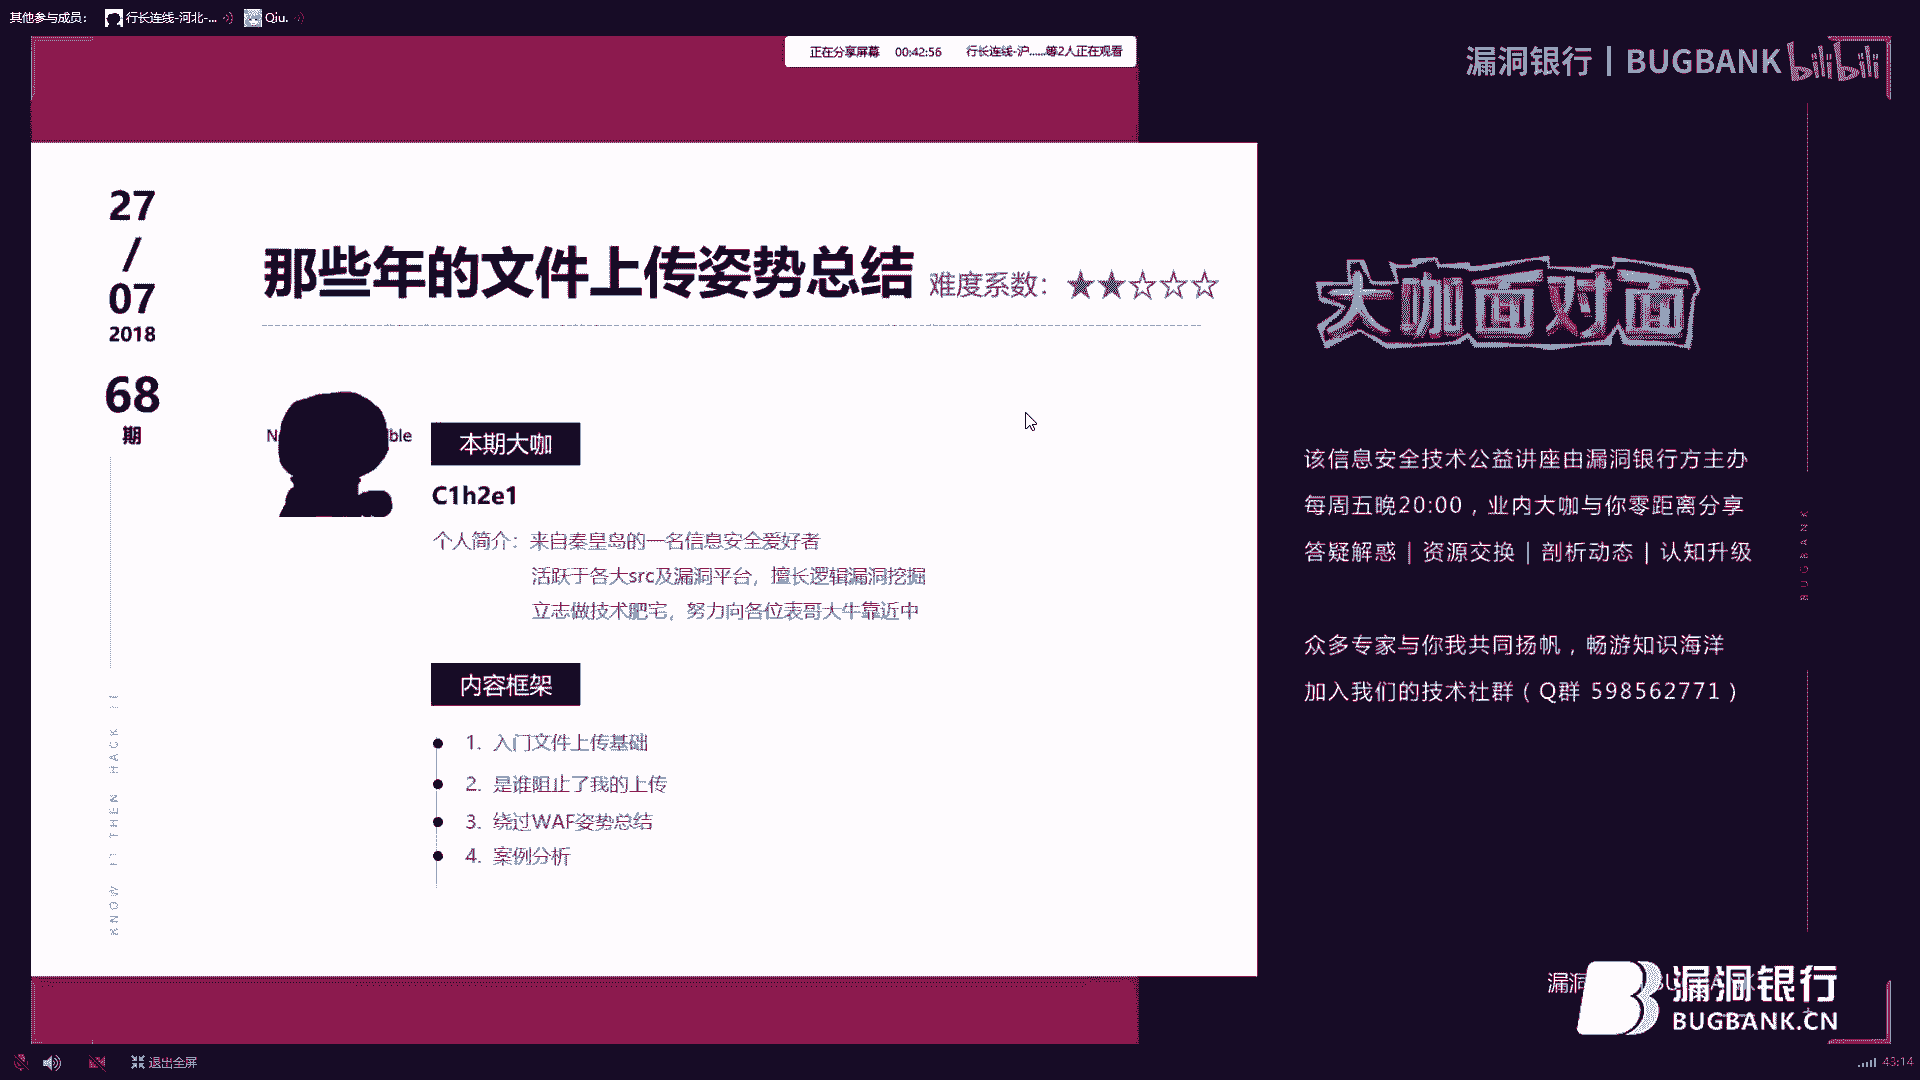 其他参与成员：
行长连线-河北-...
Qiu.
正在分享屏幕 00:42:56 行长连线-沪......等2人正在观看
漏洞银行｜BUGBANK
bilibili
27
/
07
2018
68
期
那些年的文件上传姿势总结
难度系数：★★☆☆☆
本期大咖
C1h2e1
个人简介：来自秦皇岛的一名信息安全爱好者
活跃于各大src及漏洞平台，擅长逻辑漏洞挖掘
立志做技术肥宅，努力向各位表哥大牛靠近中
内容框架
1. 入门文件上传基础
2. 是谁阻止了我的上传
3. 绕过WAF姿势总结
4. 案例分析
KNOW IT THEN HACK IT
大咖面对面
该信息安全技术公益讲座由漏洞银行方主办
每周五晚20:00，业内大咖与你零距离分享
答疑解惑｜资源交换｜剖析动态｜认知升级
众多专家与你我共同扬帆，畅游知识海洋
加入我们的技术社群（Q群 598562771）
BUGBANK
漏洞银行
BUGBANK.CN
退出全屏
43:14